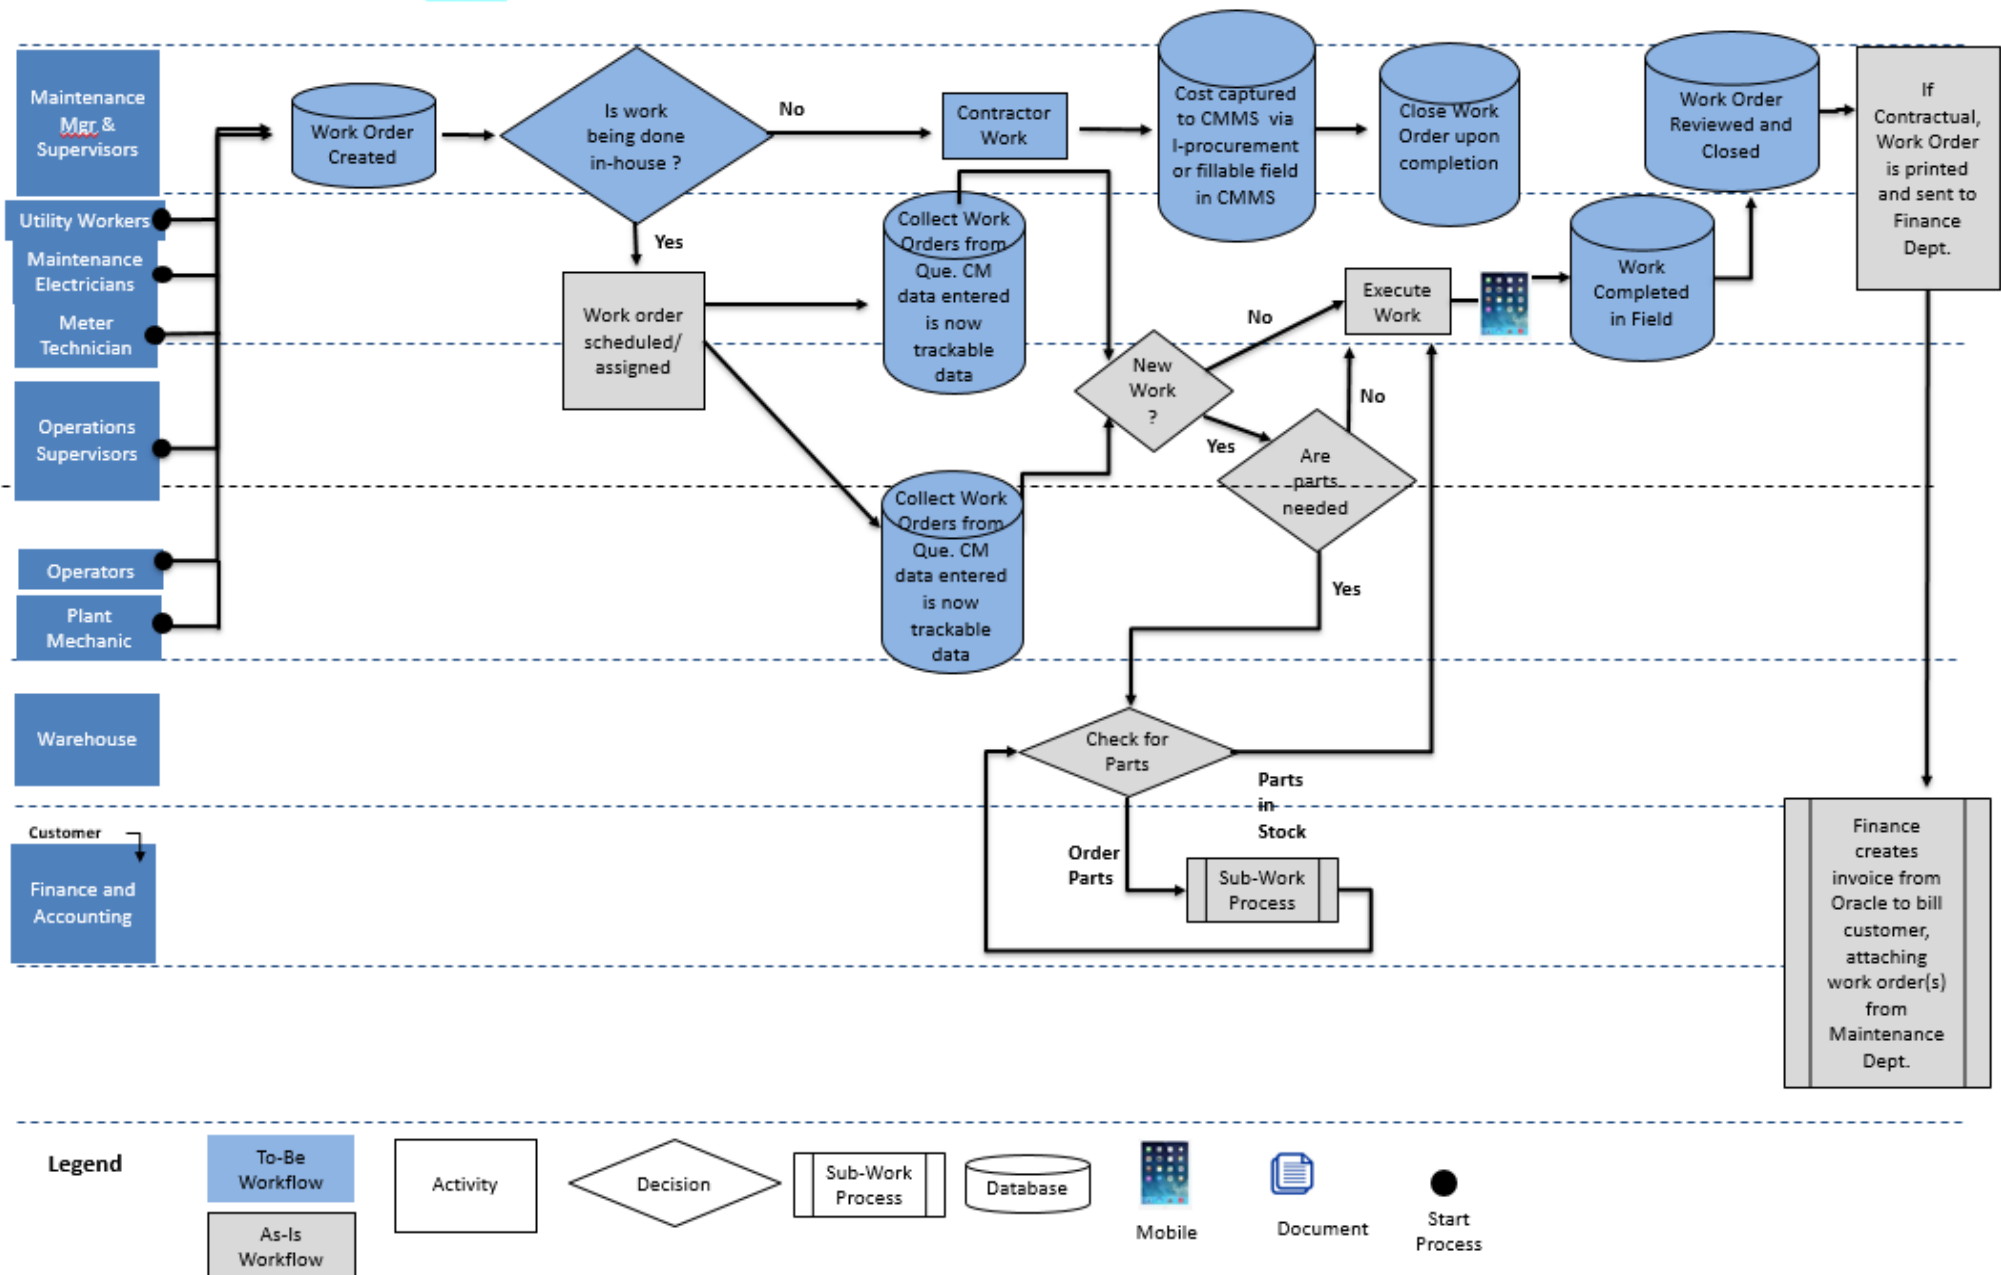 Maintenance
Mgr &
Supervisors
Utility Workers
Maintenance
Electricians
Meter
Technician
Operations
Supervisors
Operators
Plant
Mechanic
Warehouse
Customer
Finance and
Accounting
Work Order
Created
Is work
being done
in-house ?
No
Yes
Contractor
Work
Cost captured
to CMMS via
I-procurement
or fillable field
in CMMS
Close Work
Order upon
completion
Work order
scheduled/
assigned
Collect Work
Orders from
Que. CM
data entered
is now
trackable
data
Collect Work
Orders from
Que. CM
data entered
is now
trackable
data
New
Work
?
No
Yes
Are
parts
needed
No
Yes
Execute
Work
Work
Completed
in Field
Work Order
Reviewed and
Closed
If
Contractual,
Work Order
is printed
and sent to
Finance
Dept.
Check for
Parts
Parts
in
Stock
Order
Parts
Sub-Work
Process
Finance
creates
invoice from
Oracle to bill
customer,
attaching
work order(s)
from
Maintenance
Dept.
Legend
To-Be
Workflow
As-Is
Workflow
Activity
Decision
Sub-Work
Process
Database
Mobile
Document
Start
Process